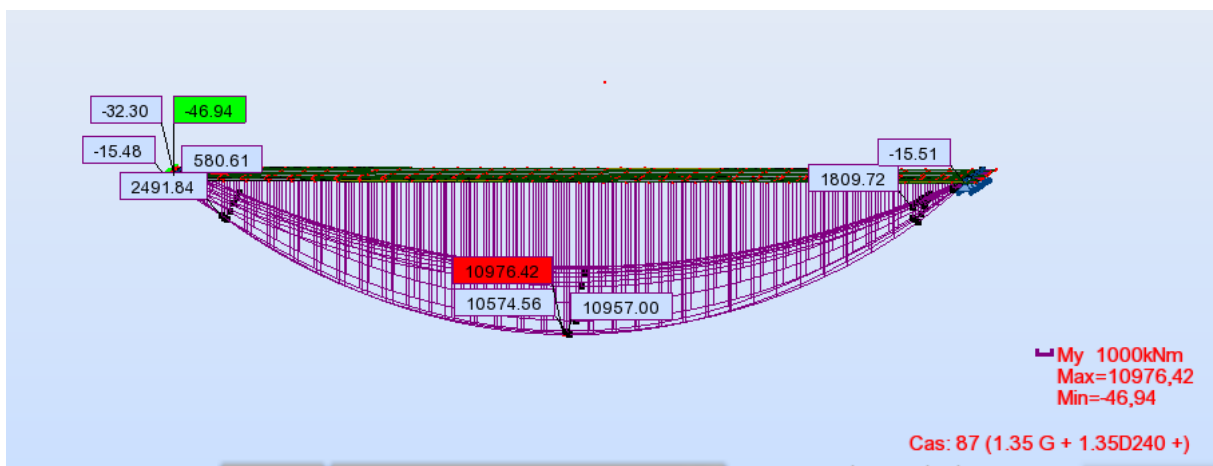 -32.30
-46.94
-15.48
580.61
2491.84
-15.51
1809.72
10976.42
10574.56
10957.00
My 1000kNm
Max=10976,42
Min=-46,94
Cas: 87 (1.35 G + 1.35D240 +)